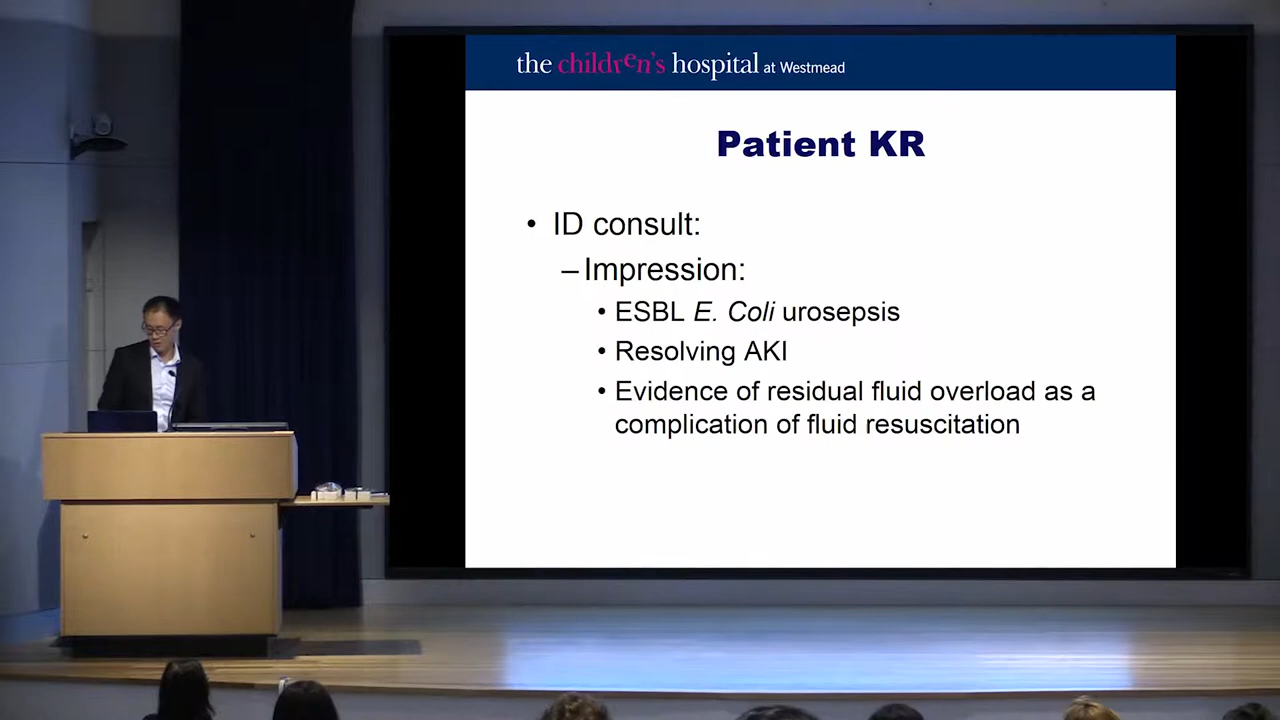 the children's hospital at Westmead
Patient KR
• ID consult:
– Impression:
• ESBL E. Coli urosepsis
• Resolving AKI
• Evidence of residual fluid overload as a
complication of fluid resuscitation